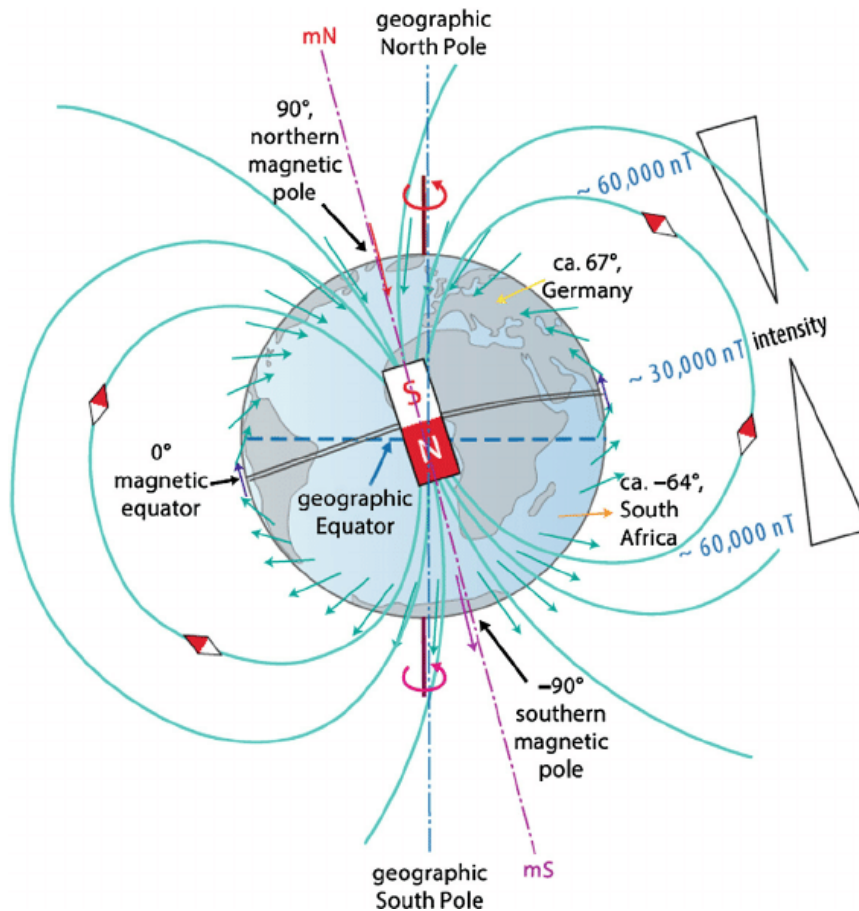 mN
geographic
North Pole
90°,
northern
magnetic
pole
~ 60,000 nT
ca. 67°,
Germany
intensity
~ 30,000 nT
S
N
0°
magnetic
equator
geographic
Equator
ca. –64°,
South
Africa
~ 60,000 nT
–90°
southern
magnetic
pole
geographic
South Pole
mS